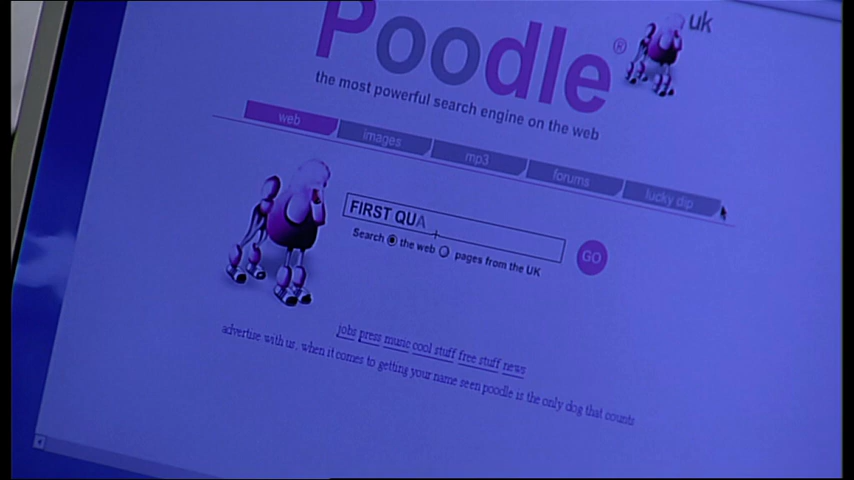 Poodle® uk
the most powerful search engine on the web
web images mp3 forums lucky dip
FIRST QUA
GO
Search the web pages from the UK
jobs press music cool stuff free stuff news
advertise with us, when it comes to getting your name seen poodle is the only dog that counts